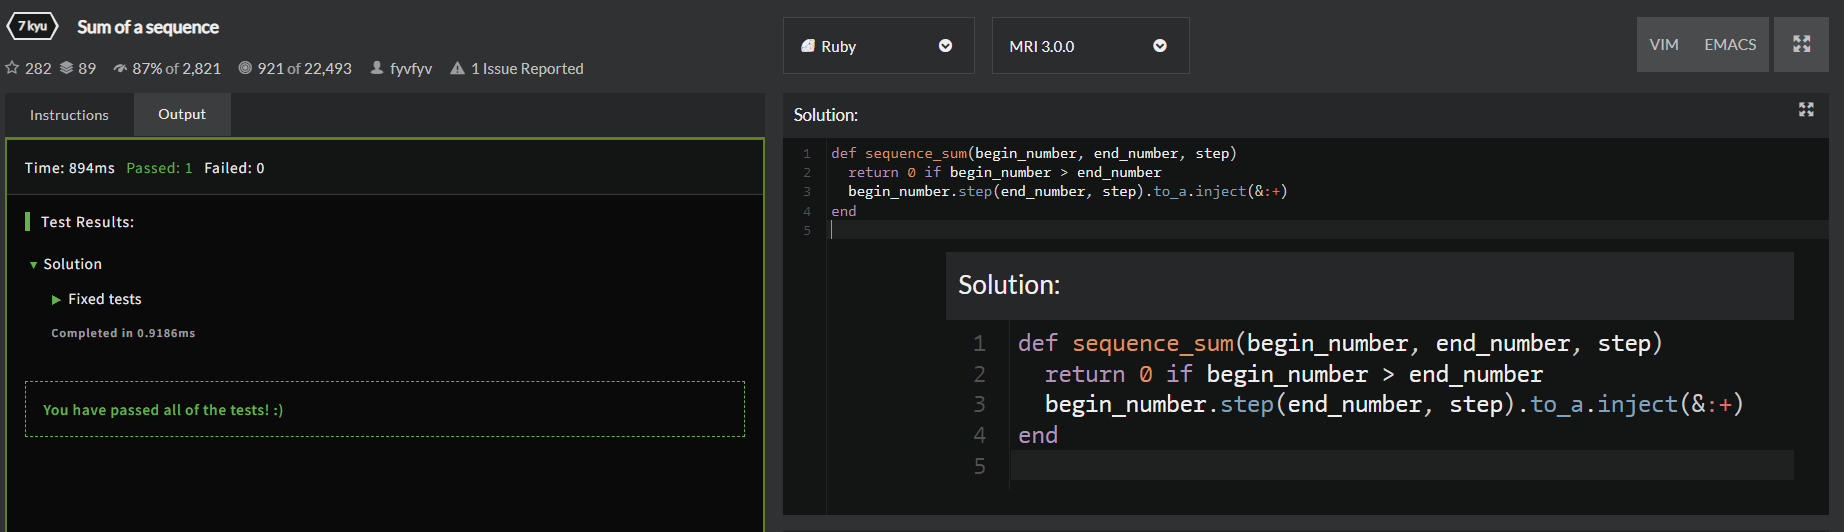 7 kyu
Sum of a sequence
282 89 87% of 2,821 921 of 22,493 fyvfyv 1 Issue Reported
Instructions
Output
Time: 894ms Passed: 1 Failed: 0
Test Results:
Solution
Fixed tests
Completed in 0.9186ms
You have passed all of the tests! :)
Ruby
MRI 3.0.0
VIM EMACS
Solution:
1 def sequence_sum(begin_number, end_number, step)
2 return 0 if begin_number > end_number
3 begin_number.step(end_number, step).to_a.inject(&:+)
4 end
5
Solution:
1 def sequence_sum(begin_number, end_number, step)
2 return 0 if begin_number > end_number
3 begin_number.step(end_number, step).to_a.inject(&:+)
4 end
5